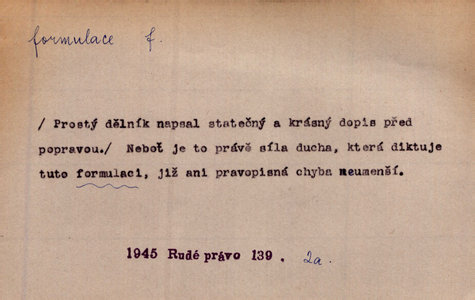 formulace f.
/ Prostý dělník napsal statečný a krásný dopis před
popravou./ Neboť je to právě síla ducha, která diktuje
tuto formulaci, již ani pravopisná chyba neumenší.
1945 Rudé právo 139 . 2a.